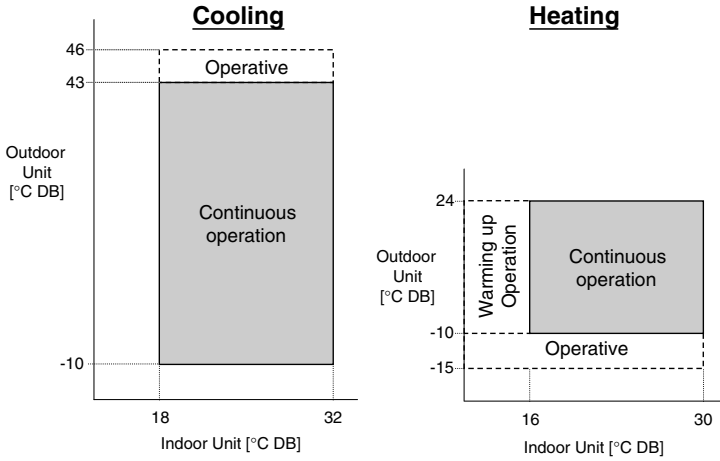 Cooling
46
Operative
43
Outdoor
Unit
[°C DB]
Continuous
operation
-10
18
32
Indoor Unit [°C DB]
Heating
24
Outdoor
Unit
[°C DB]
Warming up
Operation
Continuous
operation
-10
Operative
-15
16
30
Indoor Unit [°C DB]